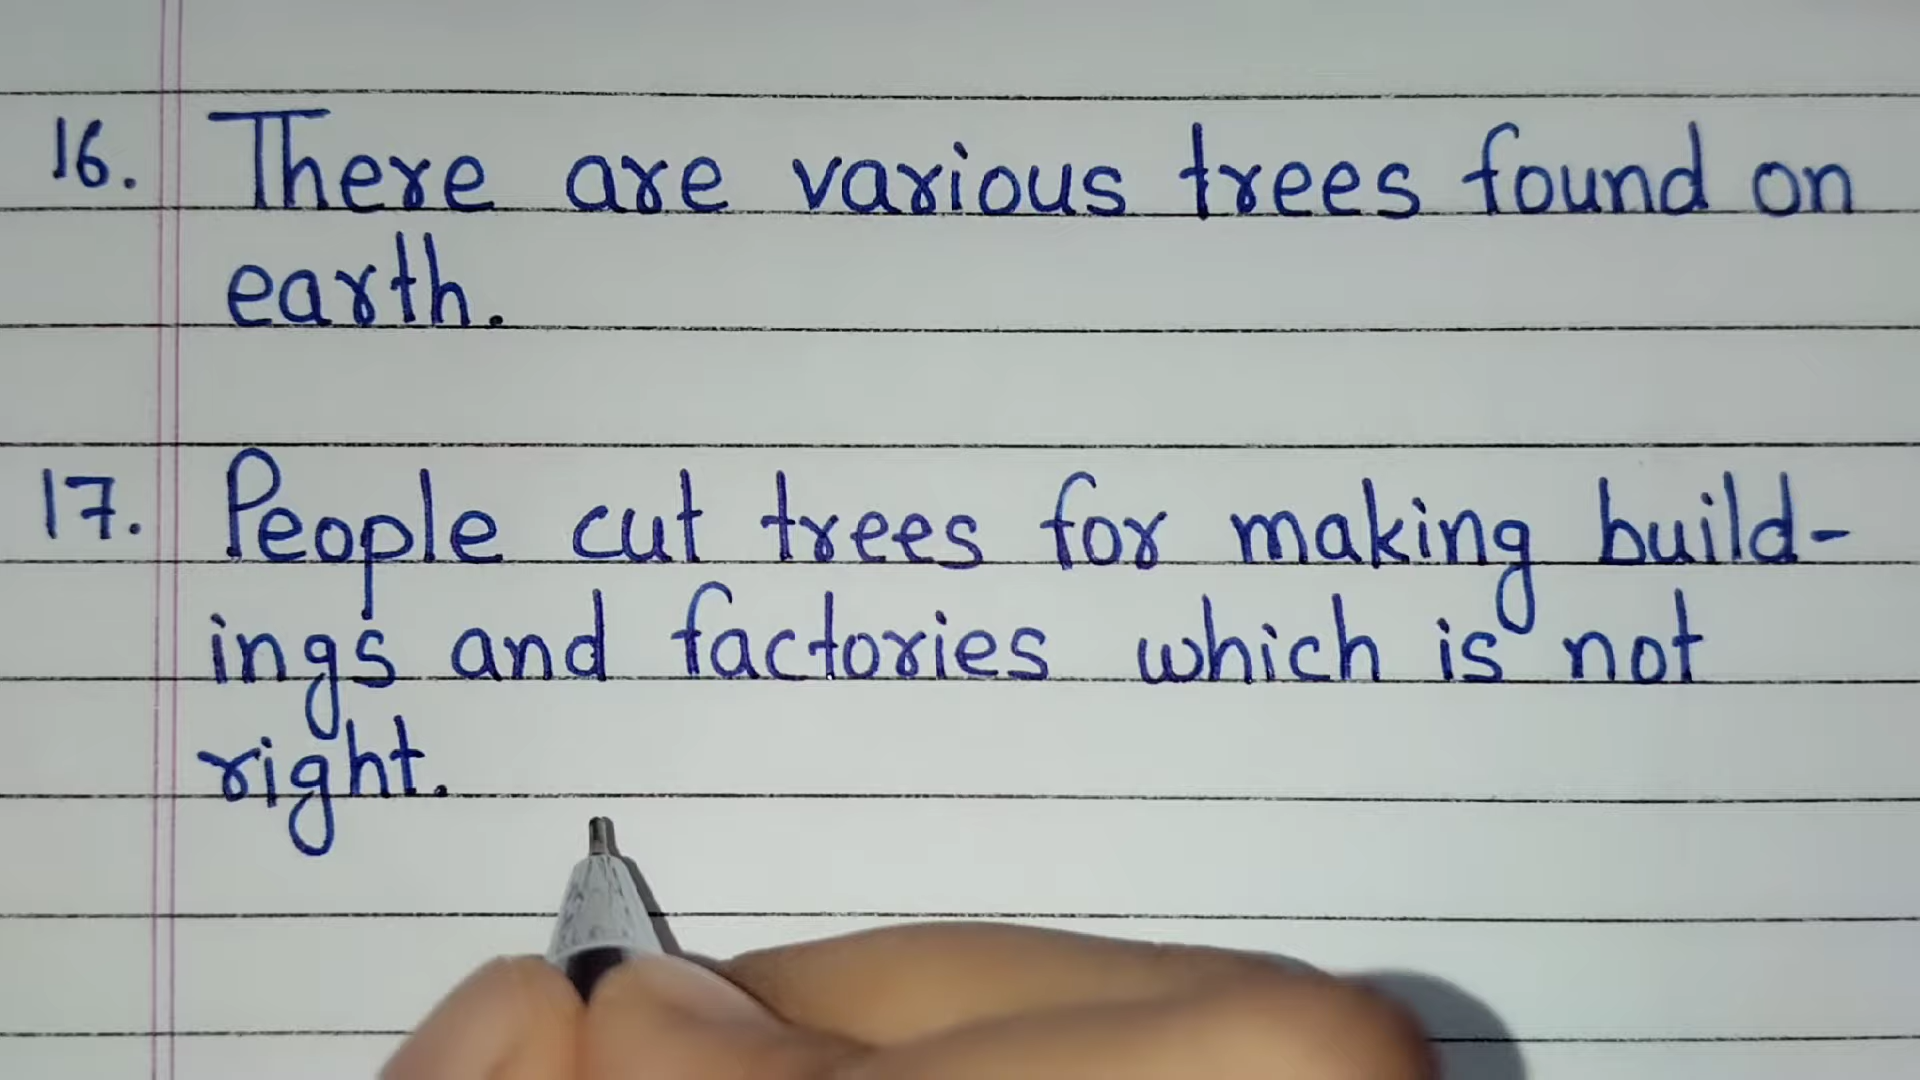 16. There are various trees found on
earth.
17. People cut trees for making build-
ings and factories which is not
right.